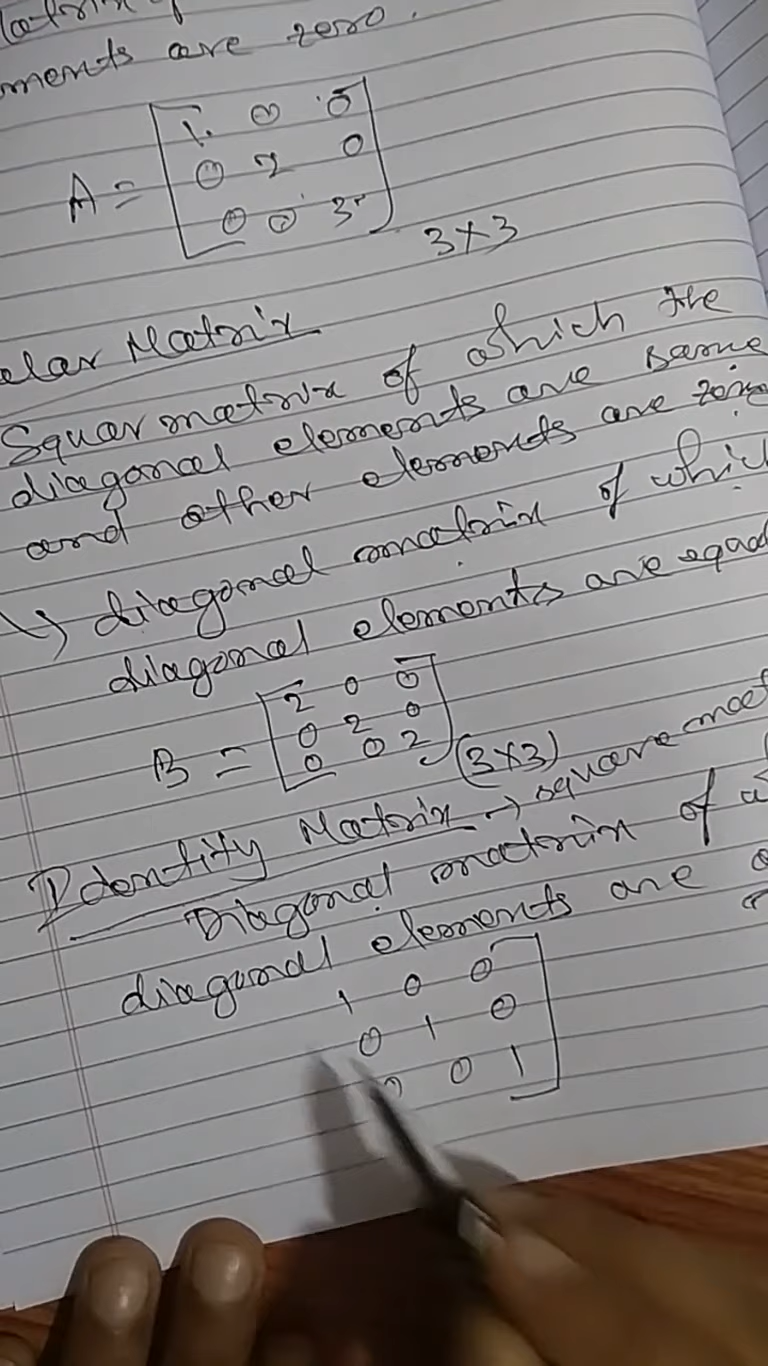 ments are zero.
A = [1. 0 0
0 2 0
0 0 3]
3×3
elar Matrix
Squar matrix of which the
diagonal elements are same
and other elements are
↳ diagonal matrix of which
diagonal elements are equal
B = [2 0 0
0 2 0
0 0 2] (3×3)
Identity Matrix → square
Diagonal matrix of
diagonal elements are
1 0 0
0 1 0
0 0 1]